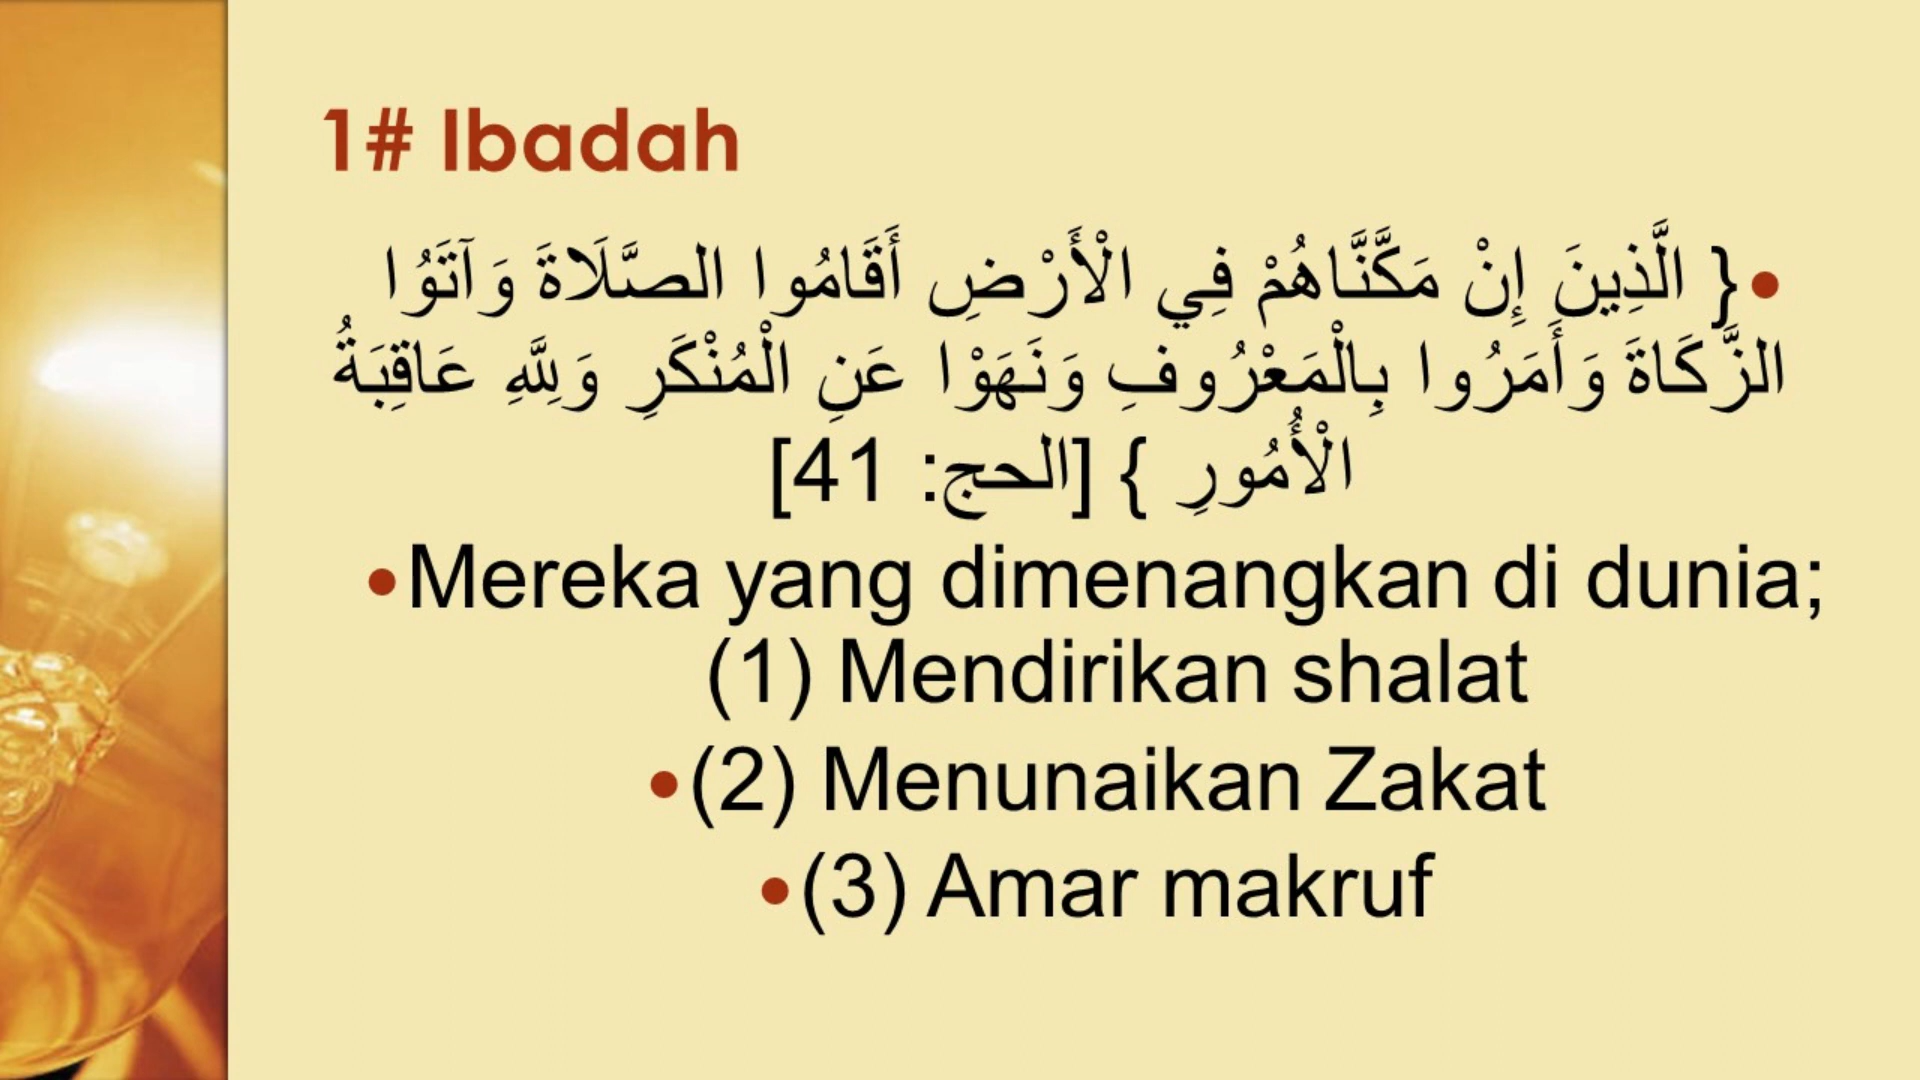 1# Ibadah
•{ الَّذِينَ إِنْ مَكَّنَّاهُمْ فِي الْأَرْضِ أَقَامُوا الصَّلَاةَ وَآتَوُا
الزَّكَاةَ وَأَمَرُوا بِالْمَعْرُوفِ وَنَهَوْا عَنِ الْمُنْكَرِ وَلِلَّهِ عَاقِبَةُ
الْأُمُورِ } [الحج: 41]
•Mereka yang dimenangkan di dunia;
(1) Mendirikan shalat
•(2) Menunaikan Zakat
•(3) Amar makruf